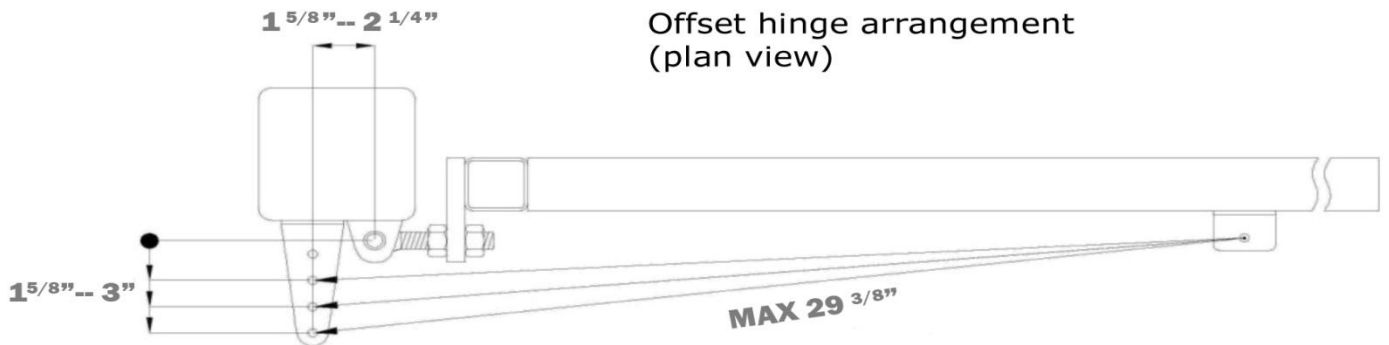 1 5/8”-- 2 1/4”
Offset hinge arrangement
(plan view)
1 5/8”-- 3”
MAX 29 3/8”